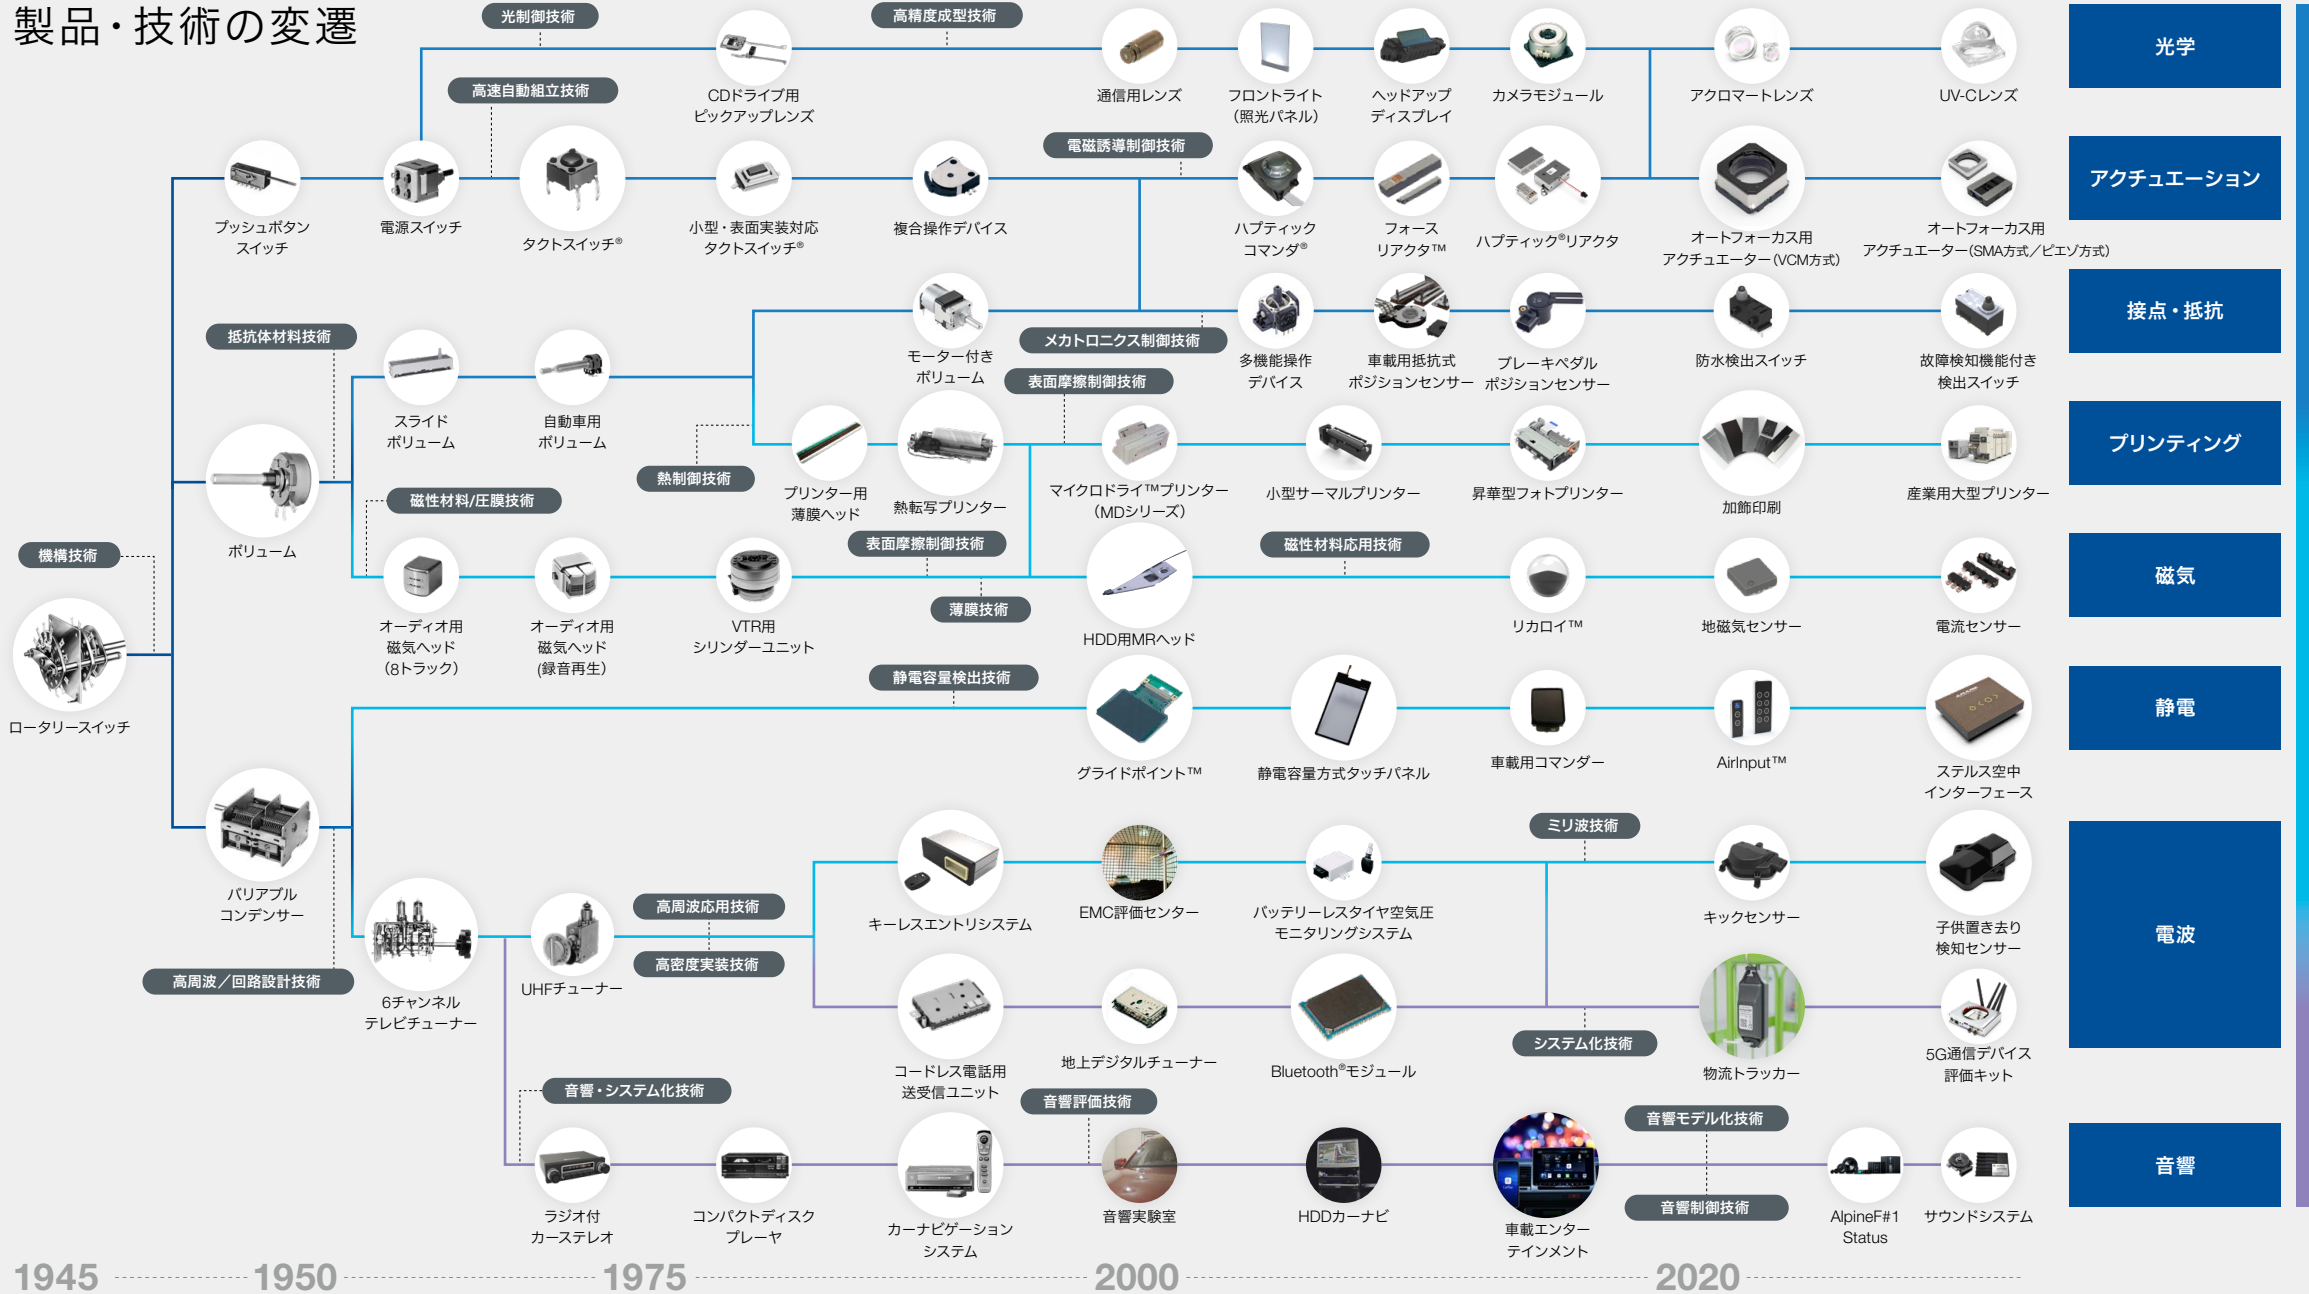 製品・技術の変遷
光制御技術
高精度成型技術
CDドライブ用
ピックアップレンズ
通信用レンズ
フロントライト
（照光パネル）
ヘッドアップ
ディスプレイ
カメラモジュール
アクロマートレンズ
UV-Cレンズ
光学
高速自動組立技術
電磁誘導制御技術
プッシュボタン
スイッチ
電源スイッチ
タクトスイッチ®
小型・表面実装対応
タクトスイッチ®
複合操作デバイス
ハプティック
コマンダ®
フォース
リアクタ™
ハプティック®リアクタ
オートフォーカス用
アクチュエーター（VCM方式）
オートフォーカス用
アクチュエーター（SMA方式／ピエゾ方式）
アクチュエーション
抵抗体材料技術
メカトロニクス制御技術
スライド
ボリューム
自動車用
ボリューム
モーター付き
ボリューム
多機能操作
デバイス
車載用抵抗式
ポジションセンサー
ブレーキペダル
ポジションセンサー
防水検出スイッチ
故障検知機能付き
検出スイッチ
接点・抵抗
表面摩擦制御技術
熱制御技術
ボリューム
プリンター用
薄膜ヘッド
熱転写プリンター
マイクロドライ™プリンター
（MDシリーズ）
小型サーマルプリンター
昇華型フォトプリンター
加飾印刷
産業用大型プリンター
プリンティング
磁性材料/圧膜技術
表面摩擦制御技術
磁性材料応用技術
薄膜技術
機構技術
オーディオ用
磁気ヘッド
（8トラック）
オーディオ用
磁気ヘッド
(録音再生）
VTR用
シリンダーユニット
HDD用MRヘッド
リカロイ™
地磁気センサー
電流センサー
磁気
ロータリースイッチ
静電容量検出技術
グライドポイント™
静電容量方式タッチパネル
車載用コマンダー
AirInput™
ステルス空中
インターフェース
静電
バリアブル
コンデンサー
高周波／回路設計技術
6チャンネル
テレビチューナー
UHFチューナー
高周波応用技術
高密度実装技術
ミリ波技術
キーレスエントリシステム
EMC評価センター
バッテリーレスタイヤ空気圧
モニタリングシステム
キックセンサー
子供置き去り
検知センサー
電波
システム化技術
コードレス電話用
送受信ユニット
地上デジタルチューナー
Bluetooth®モジュール
物流トラッカー
5G通信デバイス
評価キット
音響・システム化技術
音響評価技術
音響モデル化技術
音響制御技術
ラジオ付
カーステレオ
コンパクトディスク
プレーヤ
カーナビゲーション
システム
音響実験室
HDDカーナビ
車載エンター
テインメント
AlpineF#1
Status
サウンドシステム
音響
1945
1950
1975
2000
2020